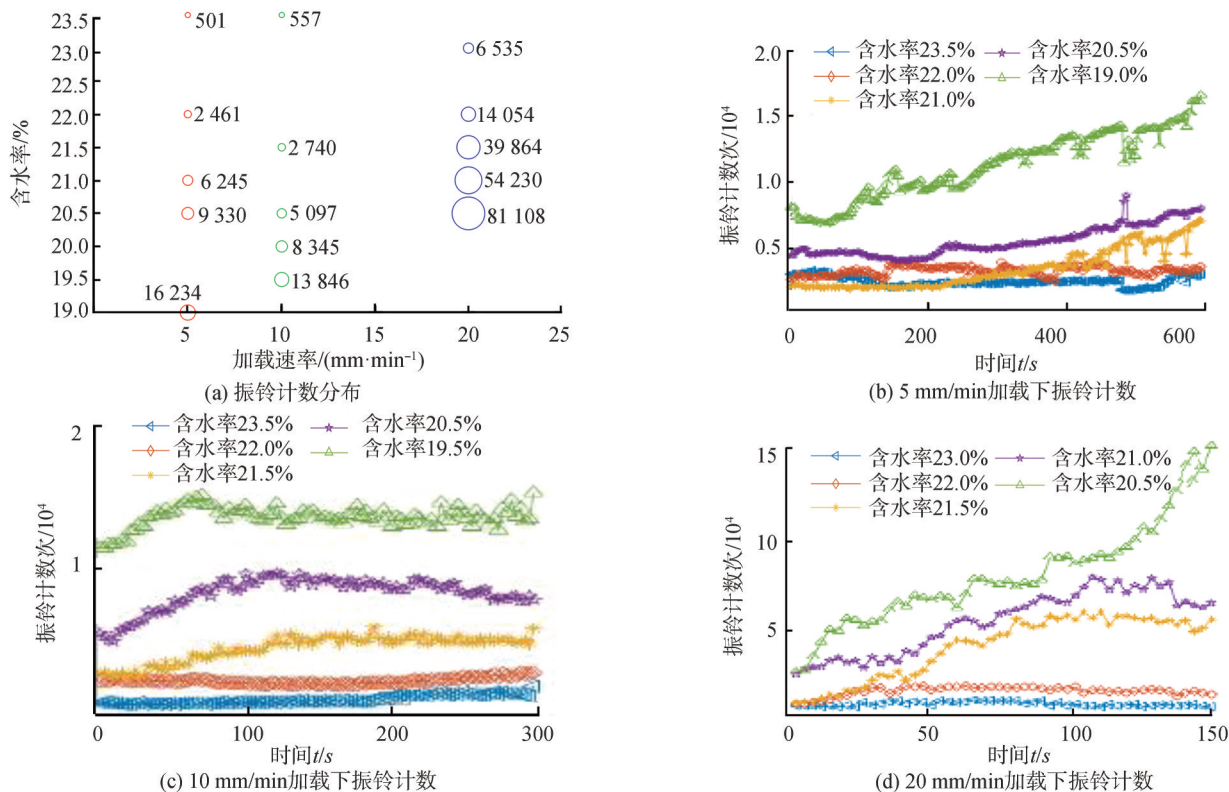 含水率/%
23.5
23.0
22.5
22.0
21.5
21.0
20.5
20.0
19.5
19.0
501
557
6 535
2 461
14 054
2 740
39 864
6 245
54 230
9 330
5 097
81 108
8 345
13 846
16 234
5 10 15 20 25
加载速率/(mm·min⁻¹)
(a) 振铃计数分布
振铃计数次/10⁴
2.0
1.5
1.0
0.5
含水率23.5% 含水率20.5%
含水率22.0% 含水率19.0%
含水率21.0%
0 200 400 600
时间t/s
(b) 5 mm/min加载下振铃计数
振铃计数次/10⁴
2
1
含水率23.5% 含水率20.5%
含水率22.0% 含水率19.5%
含水率21.5%
0 100 200 300
时间t/s
(c) 10 mm/min加载下振铃计数
振铃计数次/10⁴
15
10
5
含水率23.0% 含水率21.0%
含水率22.0% 含水率20.5%
含水率21.5%
0 50 100 150
时间t/s
(d) 20 mm/min加载下振铃计数